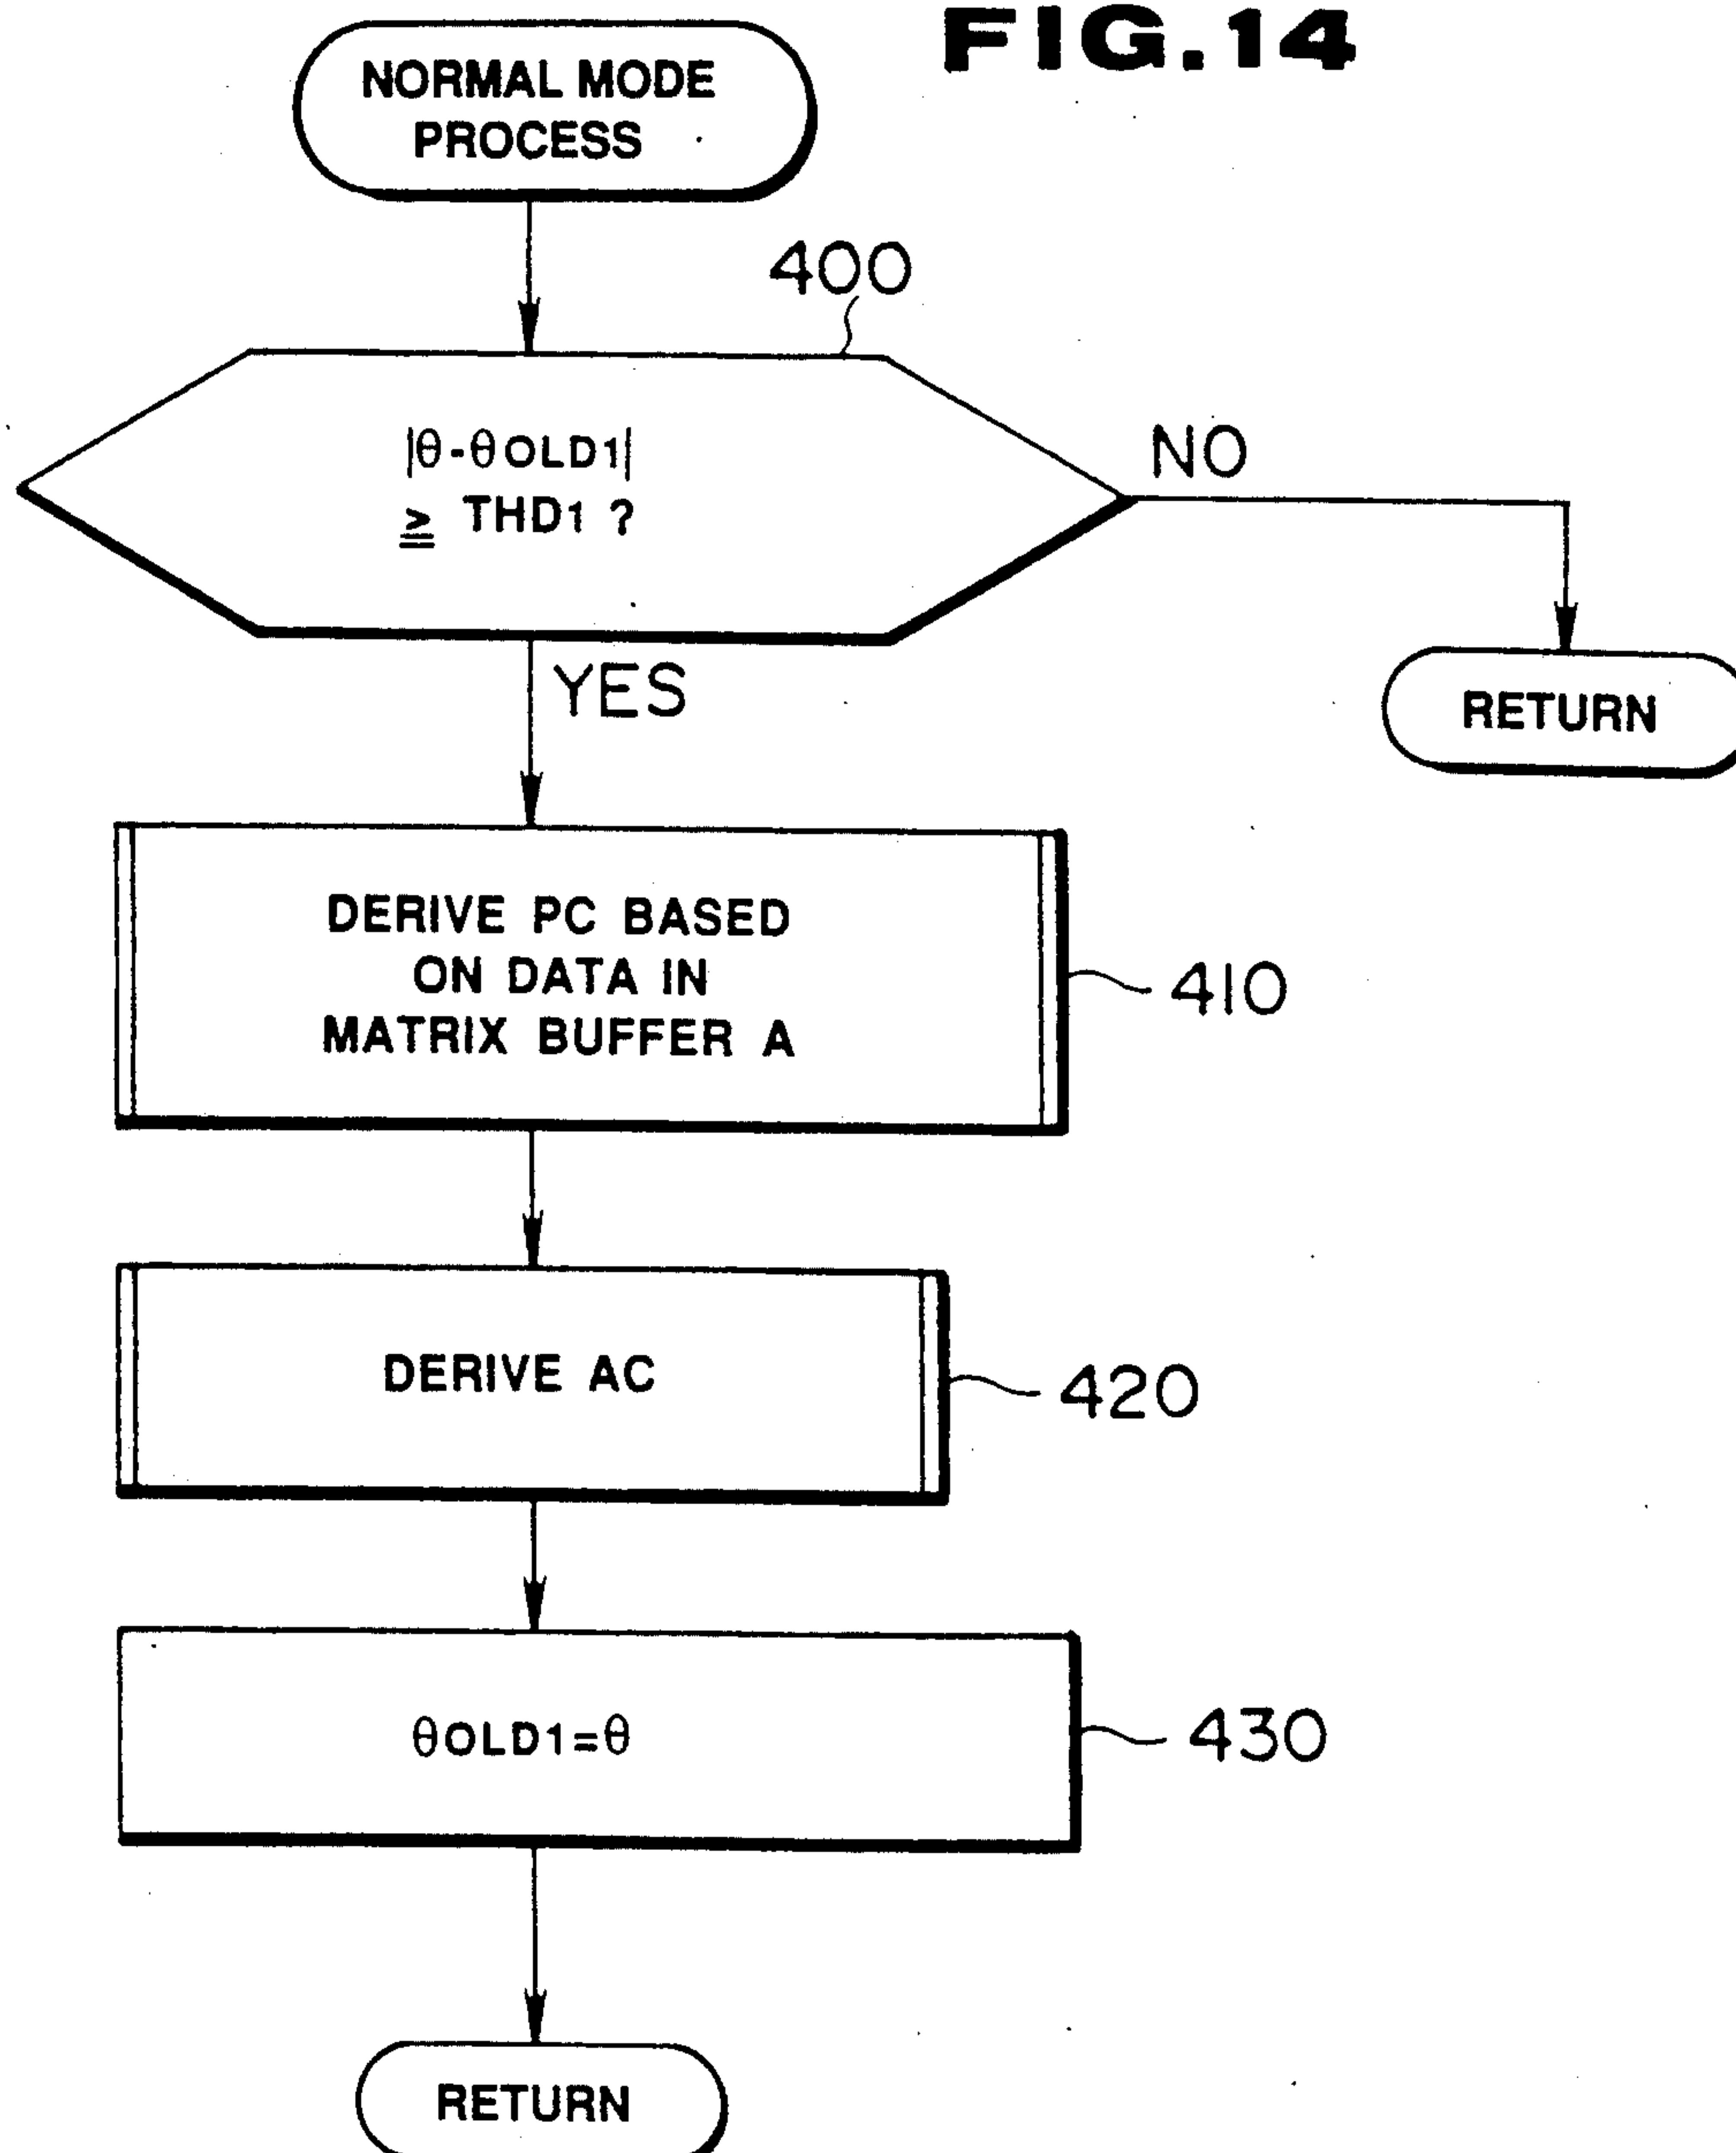 FIG.14
NORMAL MODE
PROCESS
400
|θ-θOLD1|
≧ THD1 ?
NO
YES
RETURN
DERIVE PC BASED
ON DATA IN
MATRIX BUFFER A
410
DERIVE AC
420
θOLD1=θ
430
RETURN